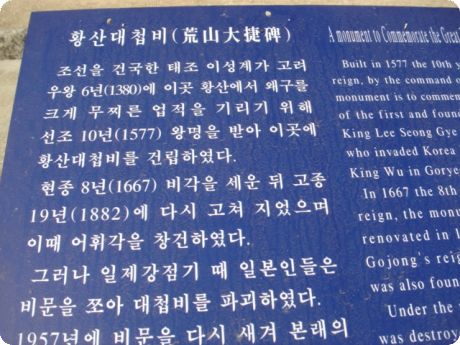 황산대첩비(荒山大捷碑)
조선을 건국한 태조 이성계가 고려
우왕 6년(1380)에 이곳 황산에서 왜구를
크게 무찌른 업적을 기리기 위해
선조 10년(1577) 왕명을 받아 이곳에
황산대첩비를 건립하였다.
현종 8년(1667) 비각을 세운 뒤 고종
19년(1882)에 다시 고쳐 지었으며
이때 어휘각을 창건하였다.
그러나 일제강점기 때 일본인들은
비문을 쪼아 대첩비를 파괴하였다.
1957년에 비문을 다시 새겨 본래의
A monument to Commemorate the Great
Built in 1577 the 10th y
reign, by the command o
monument is to commem
of the first and found
King Lee Seong Gye
who invaded Korea
King Wu in Gorye
In 1667 the 8th
reign, the monu
renovated in 1
Gojong's reig
was also foun
Under the
was destroy